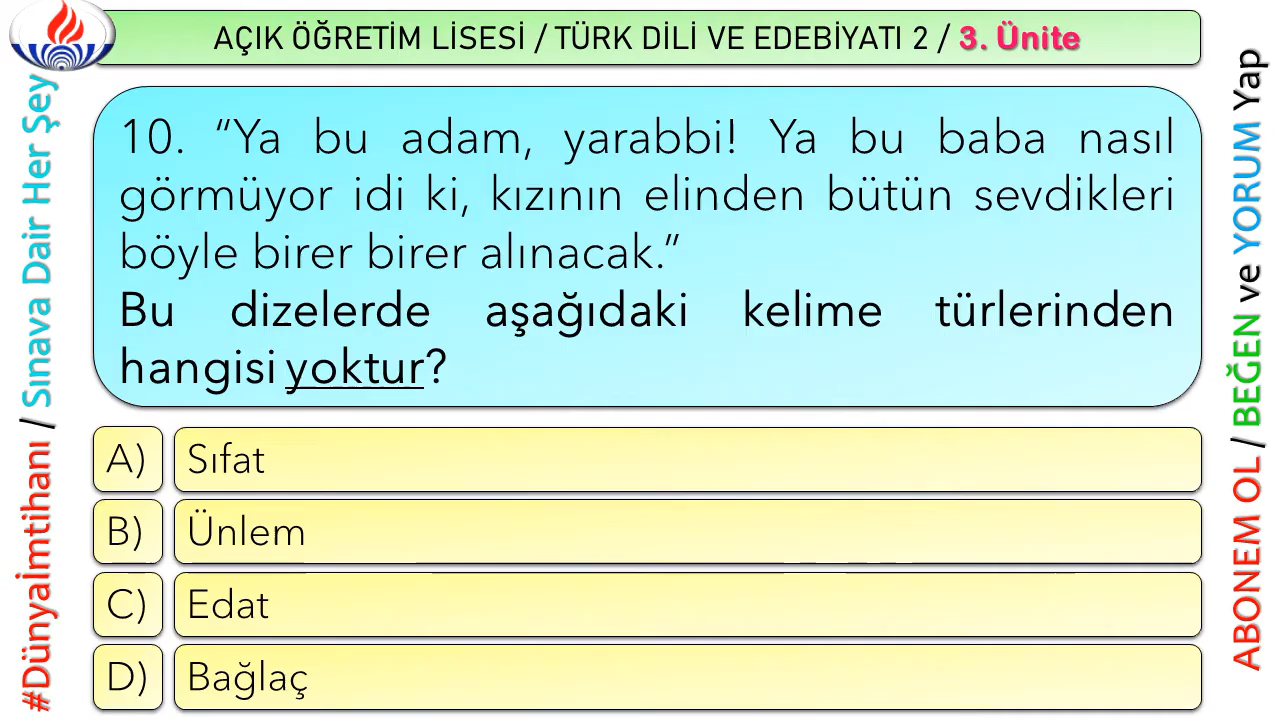 AÇIK ÖĞRETİM LİSESİ / TÜRK DİLİ VE EDEBİYATI 2 / 3. Ünite
10. “Ya bu adam, yarabbi! Ya bu baba nasıl
görmüyor idi ki, kızının elinden bütün sevdikleri
böyle birer birer alınacak.”
Bu dizelerde aşağıdaki kelime türlerinden
hangisi yoktur?
A) Sıfat
B) Ünlem
C) Edat
D) Bağlaç
#Dünyaimtihanı / Sınava Dair Her Şey
ABONEM OL / BEĞEN ve YORUM Yap